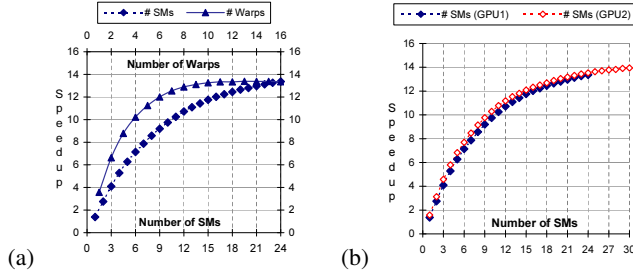 # SMs # Warps
0 2 4 6 8 10 12 14 16
Number of Warps
16 16
14 14
12 12
10 10
8 8
6 6
4 4
2 2
0 0
Speedup
Number of SMs
0 3 6 9 12 15 18 21 24
(a)
# SMs (GPU1) # SMs (GPU2)
16
14
12
10
8
6
4
2
0
Speedup
Number of SMs
0 3 6 9 12 15 18 21 24 27 30
(b)